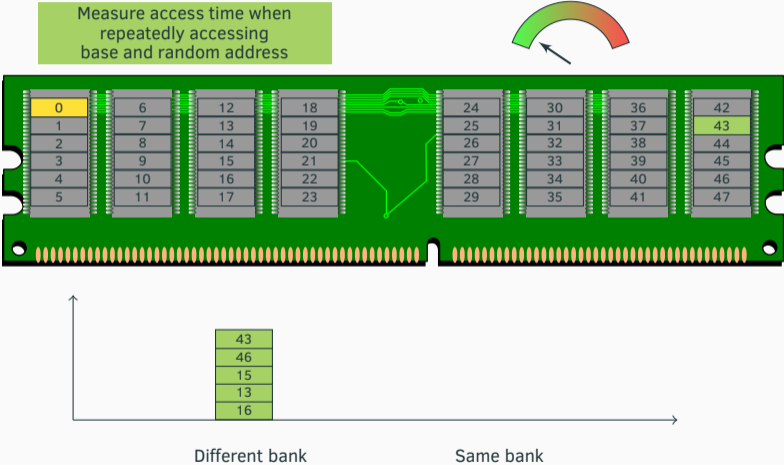 Measure access time when
repeatedly accessing
base and random address
0 6 12 18 24 30 36 42
1 7 13 19 25 31 37 43
2 8 14 20 26 32 38 44
3 9 15 21 27 33 39 45
4 10 16 22 28 34 40 46
5 11 17 23 29 35 41 47
43
46
15
13
16
Different bank Same bank